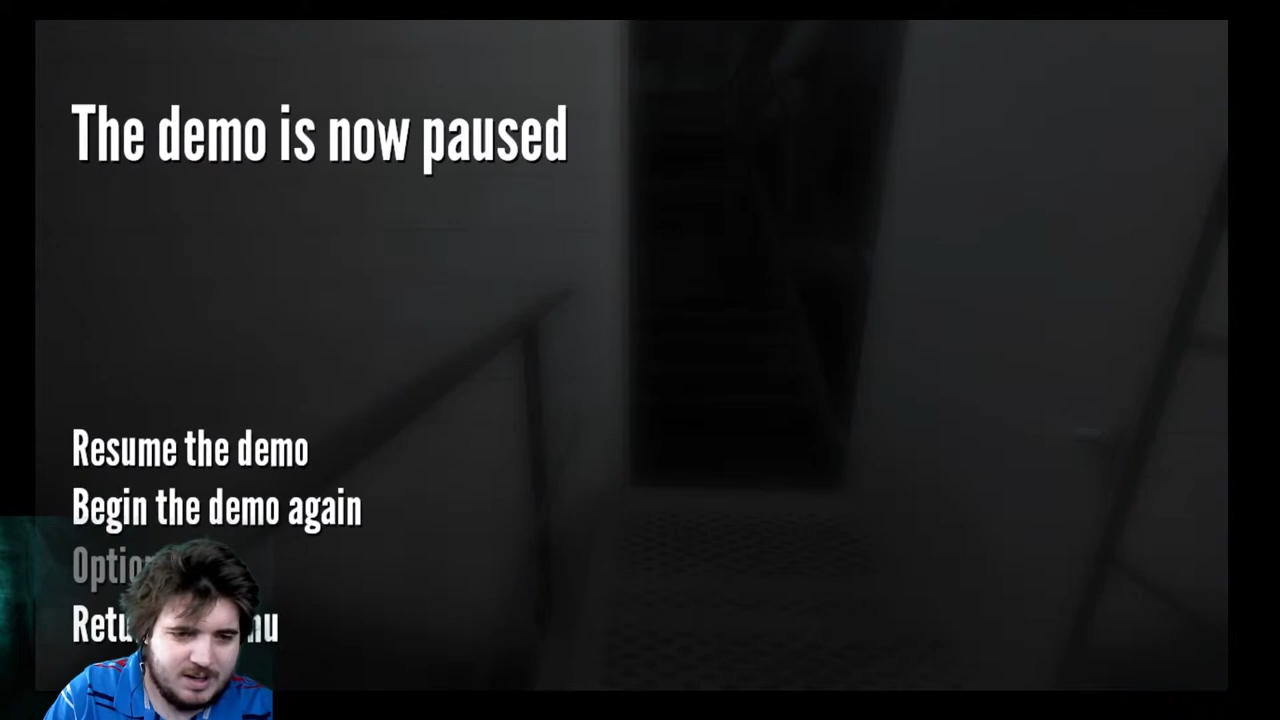 The demo is now paused
Resume the demo
Begin the demo again